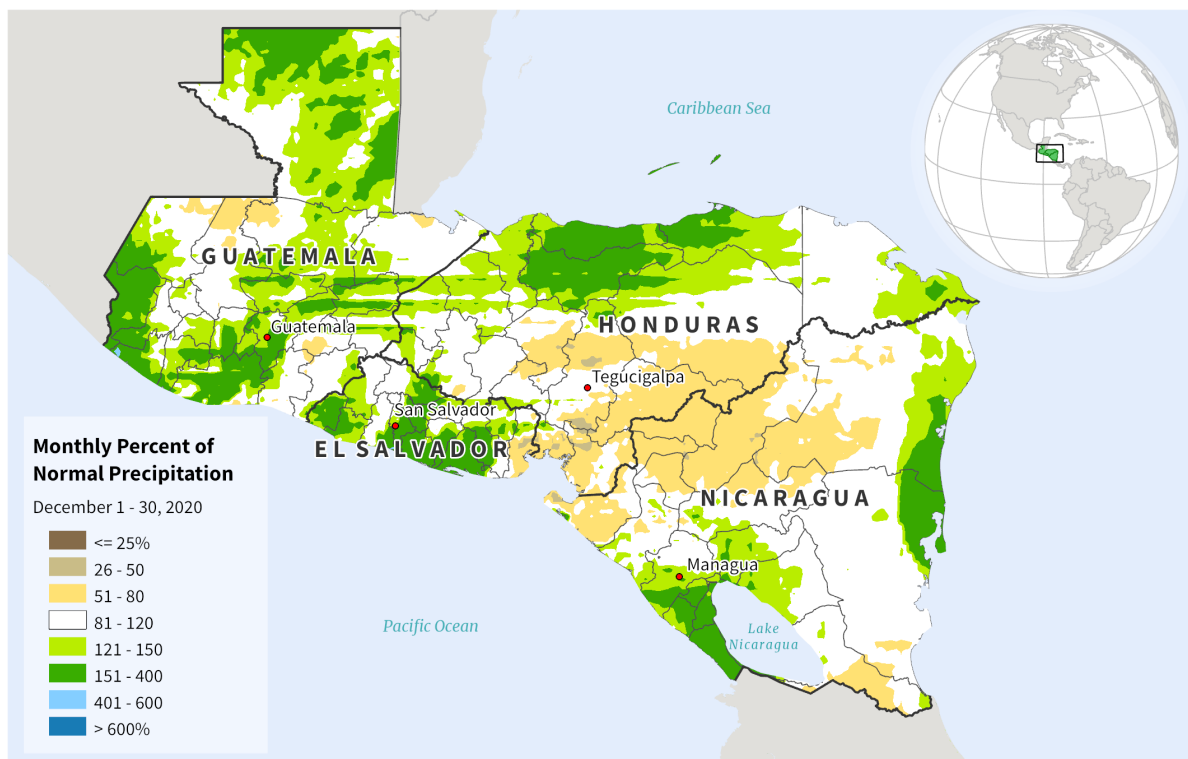 Caribbean Sea
GUATEMALA
Guatemala
HONDURAS
Tegucigalpa
San Salvador
EL SALVADOR
NICARAGUA
Managua
Lake
Nicaragua
Pacific Ocean
Monthly Percent of
Normal Precipitation
December 1 - 30, 2020
<= 25%
26 - 50
51 - 80
81 - 120
121 - 150
151 - 400
401 - 600
> 600%